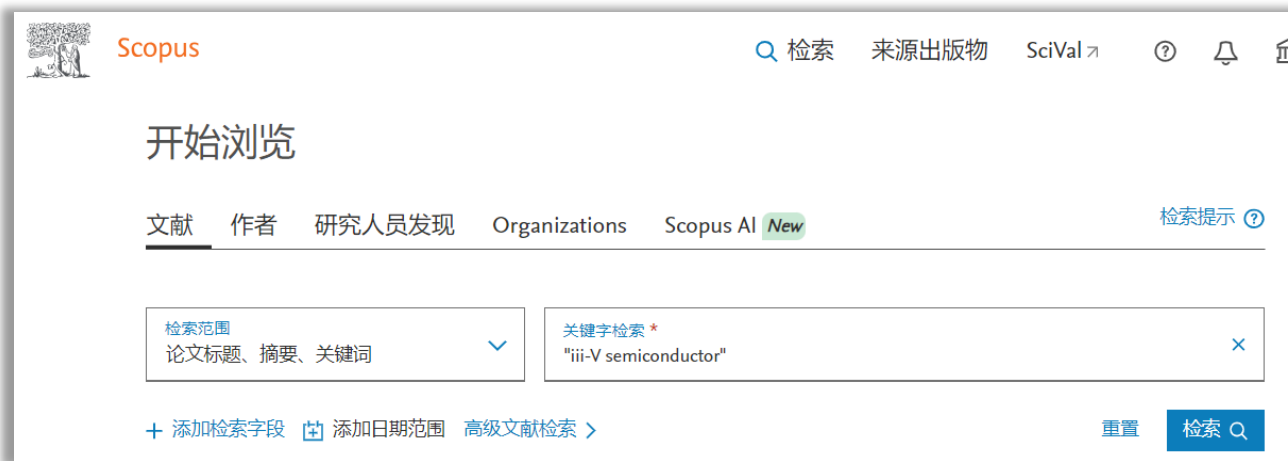 Scopus
检索 来源出版物 SciVal
开始浏览
文献 作者 研究人员发现 Organizations Scopus AI New
检索提示
检索范围
论文标题、摘要、关键词
关键字检索 *
"iii-V semiconductor"
添加检索字段 添加日期范围 高级文献检索
重置 检索